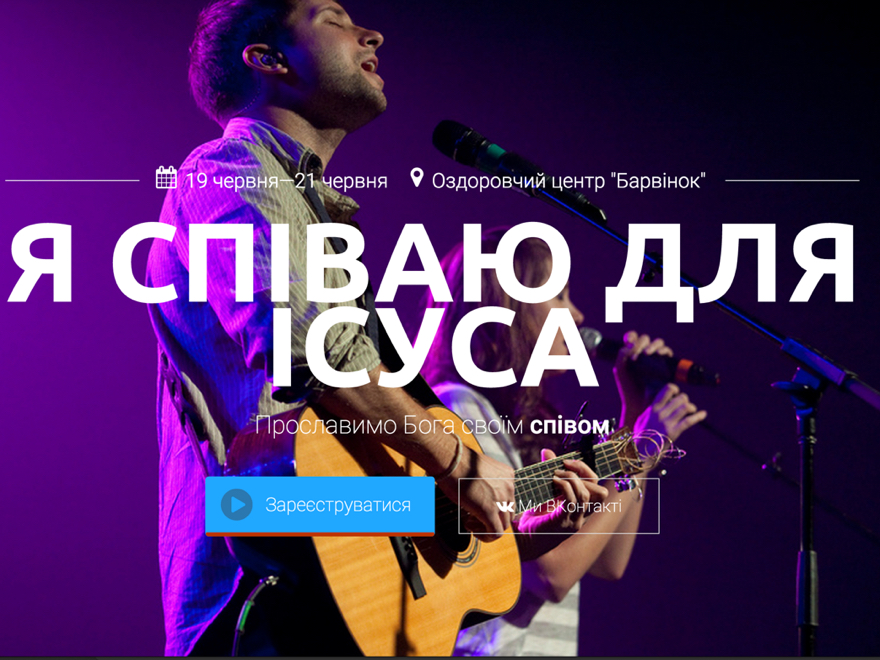 19 червня—21 червня Оздоровчий центр "Барвінок"
Я СПІВАЮ ДЛЯ
ІСУСА
Прославимо Бога своїм співом.
Зареєструватися Ми ВКонтакті